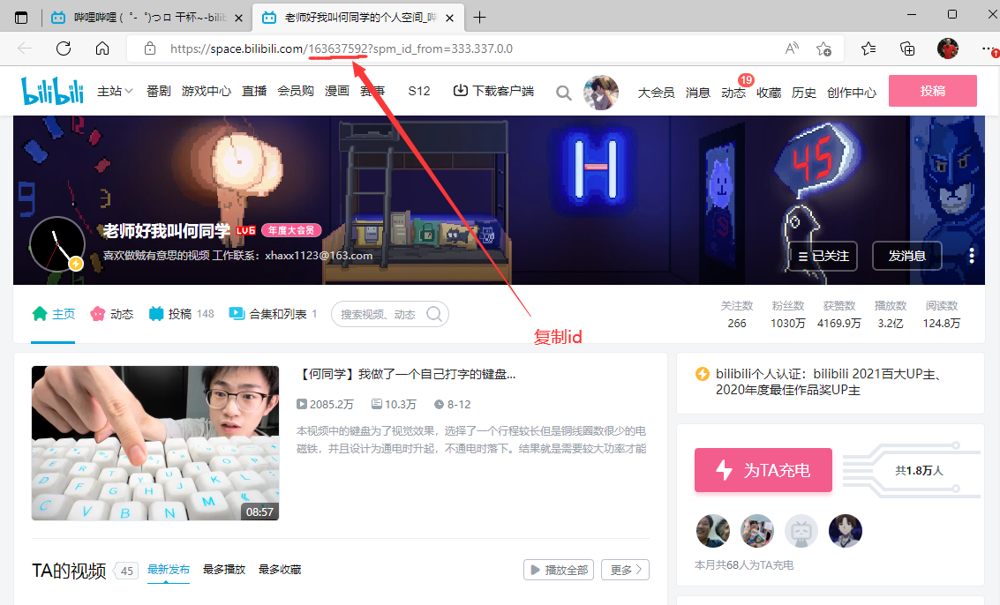 哔哩哔哩 (゜-゜)つロ 干杯~-bilib
老师好我叫何同学的个人空间_哔
https://space.bilibili.com/163637592?spm_id_from=333.337.0.0
bilibili 主站 番剧 游戏中心 直播 会员购 漫画 赛事 S12 下载客户端 大会员 消息 动态 19 收藏 历史 创作中心 投稿
H
45
老师好我叫何同学 LV6 年度大会员
喜欢做贼有意思的视频 工作联系：xhaxx1123@163.com
已关注 发消息
主页 动态 投稿 148 合集和列表 1 搜索视频、动态
关注数 粉丝数 获赞数 播放数 阅读数
266 1030万 4169.9万 3.2亿 124.8万
复制id
【何同学】我做了一个自己打字的键盘...
2085.2万 10.3万 8-12
本视频中的键盘为了视觉效果，选择了一个行程较长但是铜线圈数很少的电
磁铁，并且设计为通电时升起，不通电时落下。结果就是需要较大功率才能
08:57
bilibili个人认证：bilibili 2021百大UP主、
2020年度最佳作品奖UP主
为TA充电 共1.8万人
本月共68人为TA充电
TA的视频 45 最新发布 最多播放 最多收藏 播放全部 更多